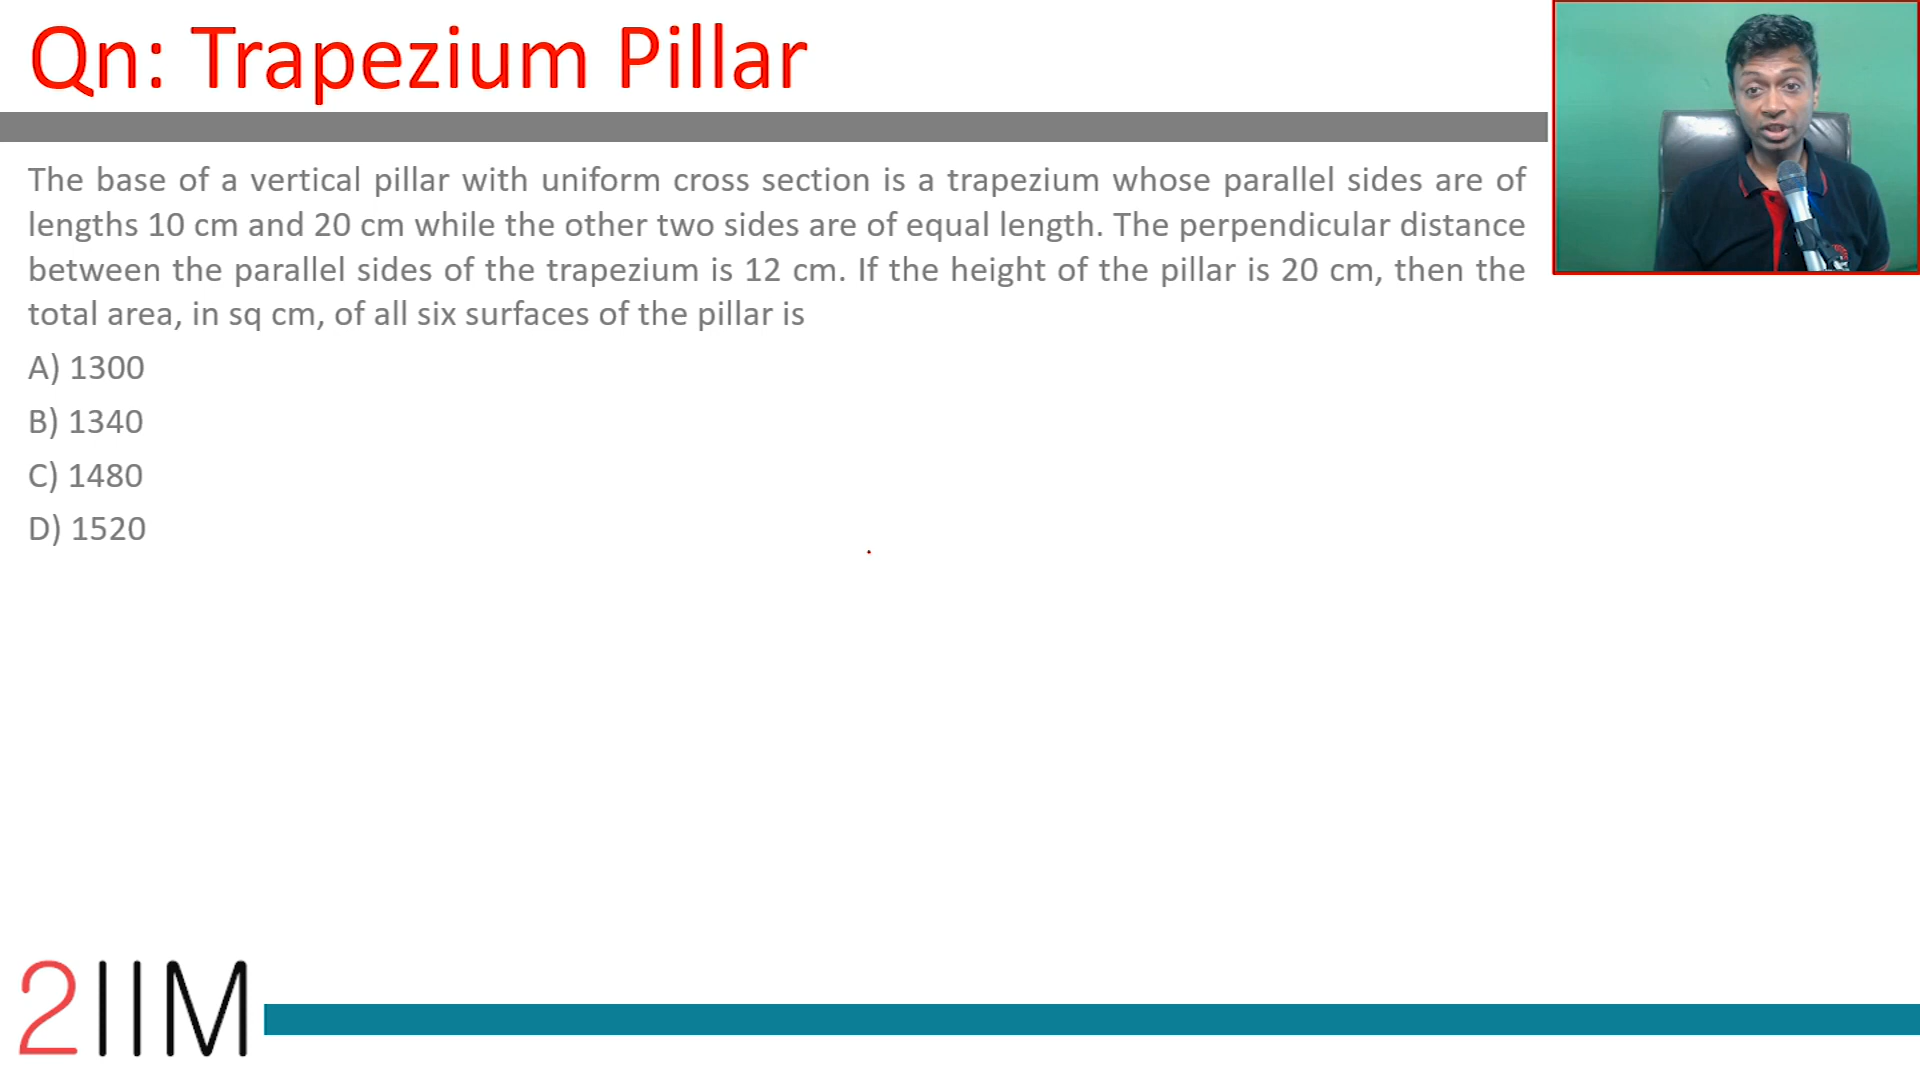 Qn: Trapezium Pillar
The base of a vertical pillar with uniform cross section is a trapezium whose parallel sides are of
lengths 10 cm and 20 cm while the other two sides are of equal length. The perpendicular distance
between the parallel sides of the trapezium is 12 cm. If the height of the pillar is 20 cm, then the
total area, in sq cm, of all six surfaces of the pillar is
A) 1300
B) 1340
C) 1480
D) 1520
2IIM